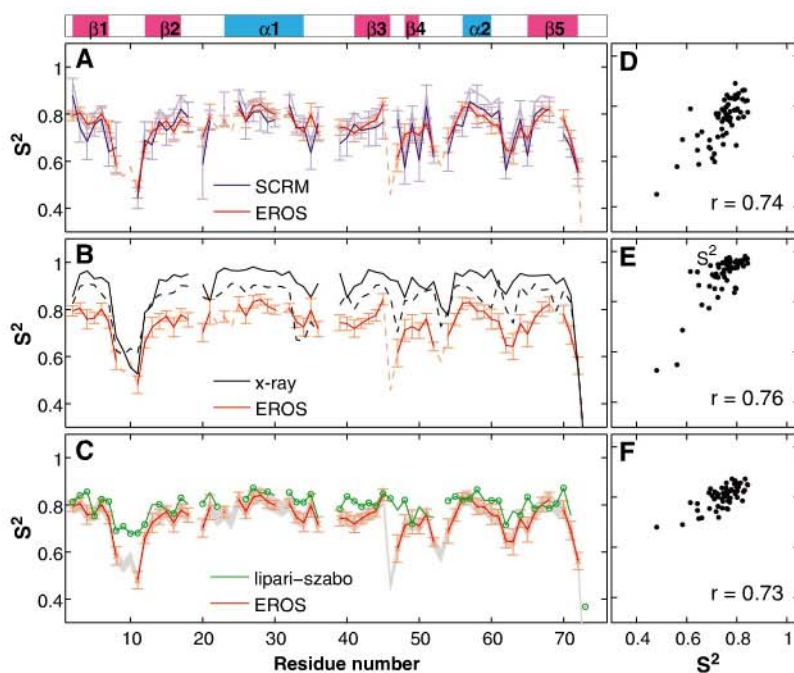 β1 β2 α1 β3 β4 α2 β5
A
S²
1
0.8
0.6
0.4
SCRM
EROS
D
r = 0.74
B
S²
1
0.8
0.6
0.4
x-ray
EROS
E
S²
r = 0.76
C
S²
1
0.8
0.6
0.4
lipari-szabo
EROS
F
r = 0.73
10 20 30 40 50 60 70
0.4 0.6 0.8 1
Residue number
S²